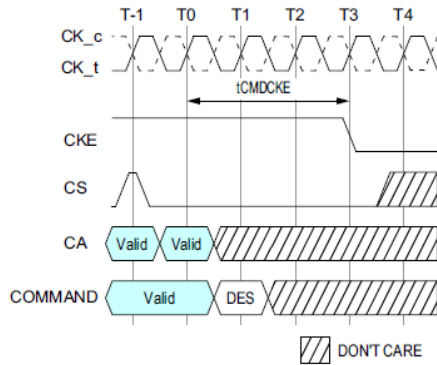 T-1 T0 T1 T2 T3 T4
CK_c
CK_t
tCMDCKE
CKE
CS
CA Valid Valid
COMMAND Valid DES
DON'T CARE